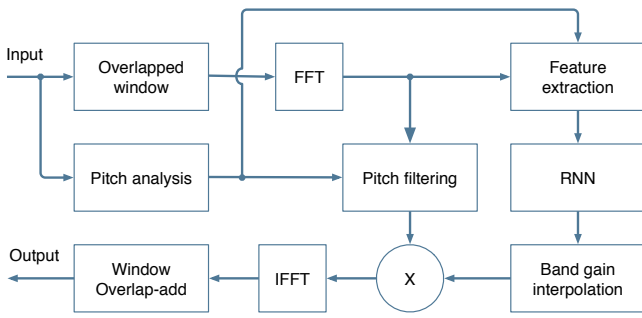 Input
Overlapped
window
FFT
Feature
extraction
Pitch analysis
Pitch filtering
RNN
Output
Window
Overlap-add
IFFT
X
Band gain
interpolation